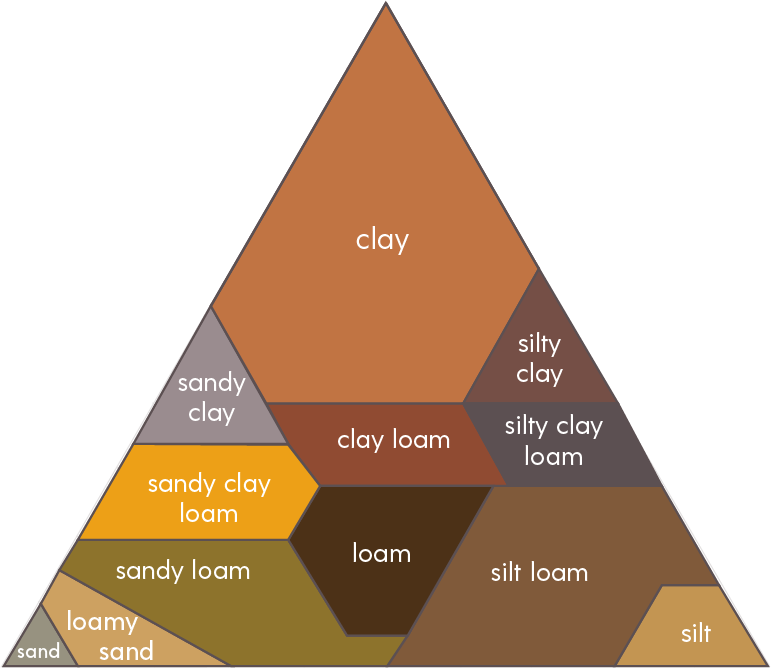 clay
silty
clay
sandy
clay
clay loam
silty clay
loam
sandy clay
loam
loam
sandy loam
silt loam
loamy
sand
sand
silt